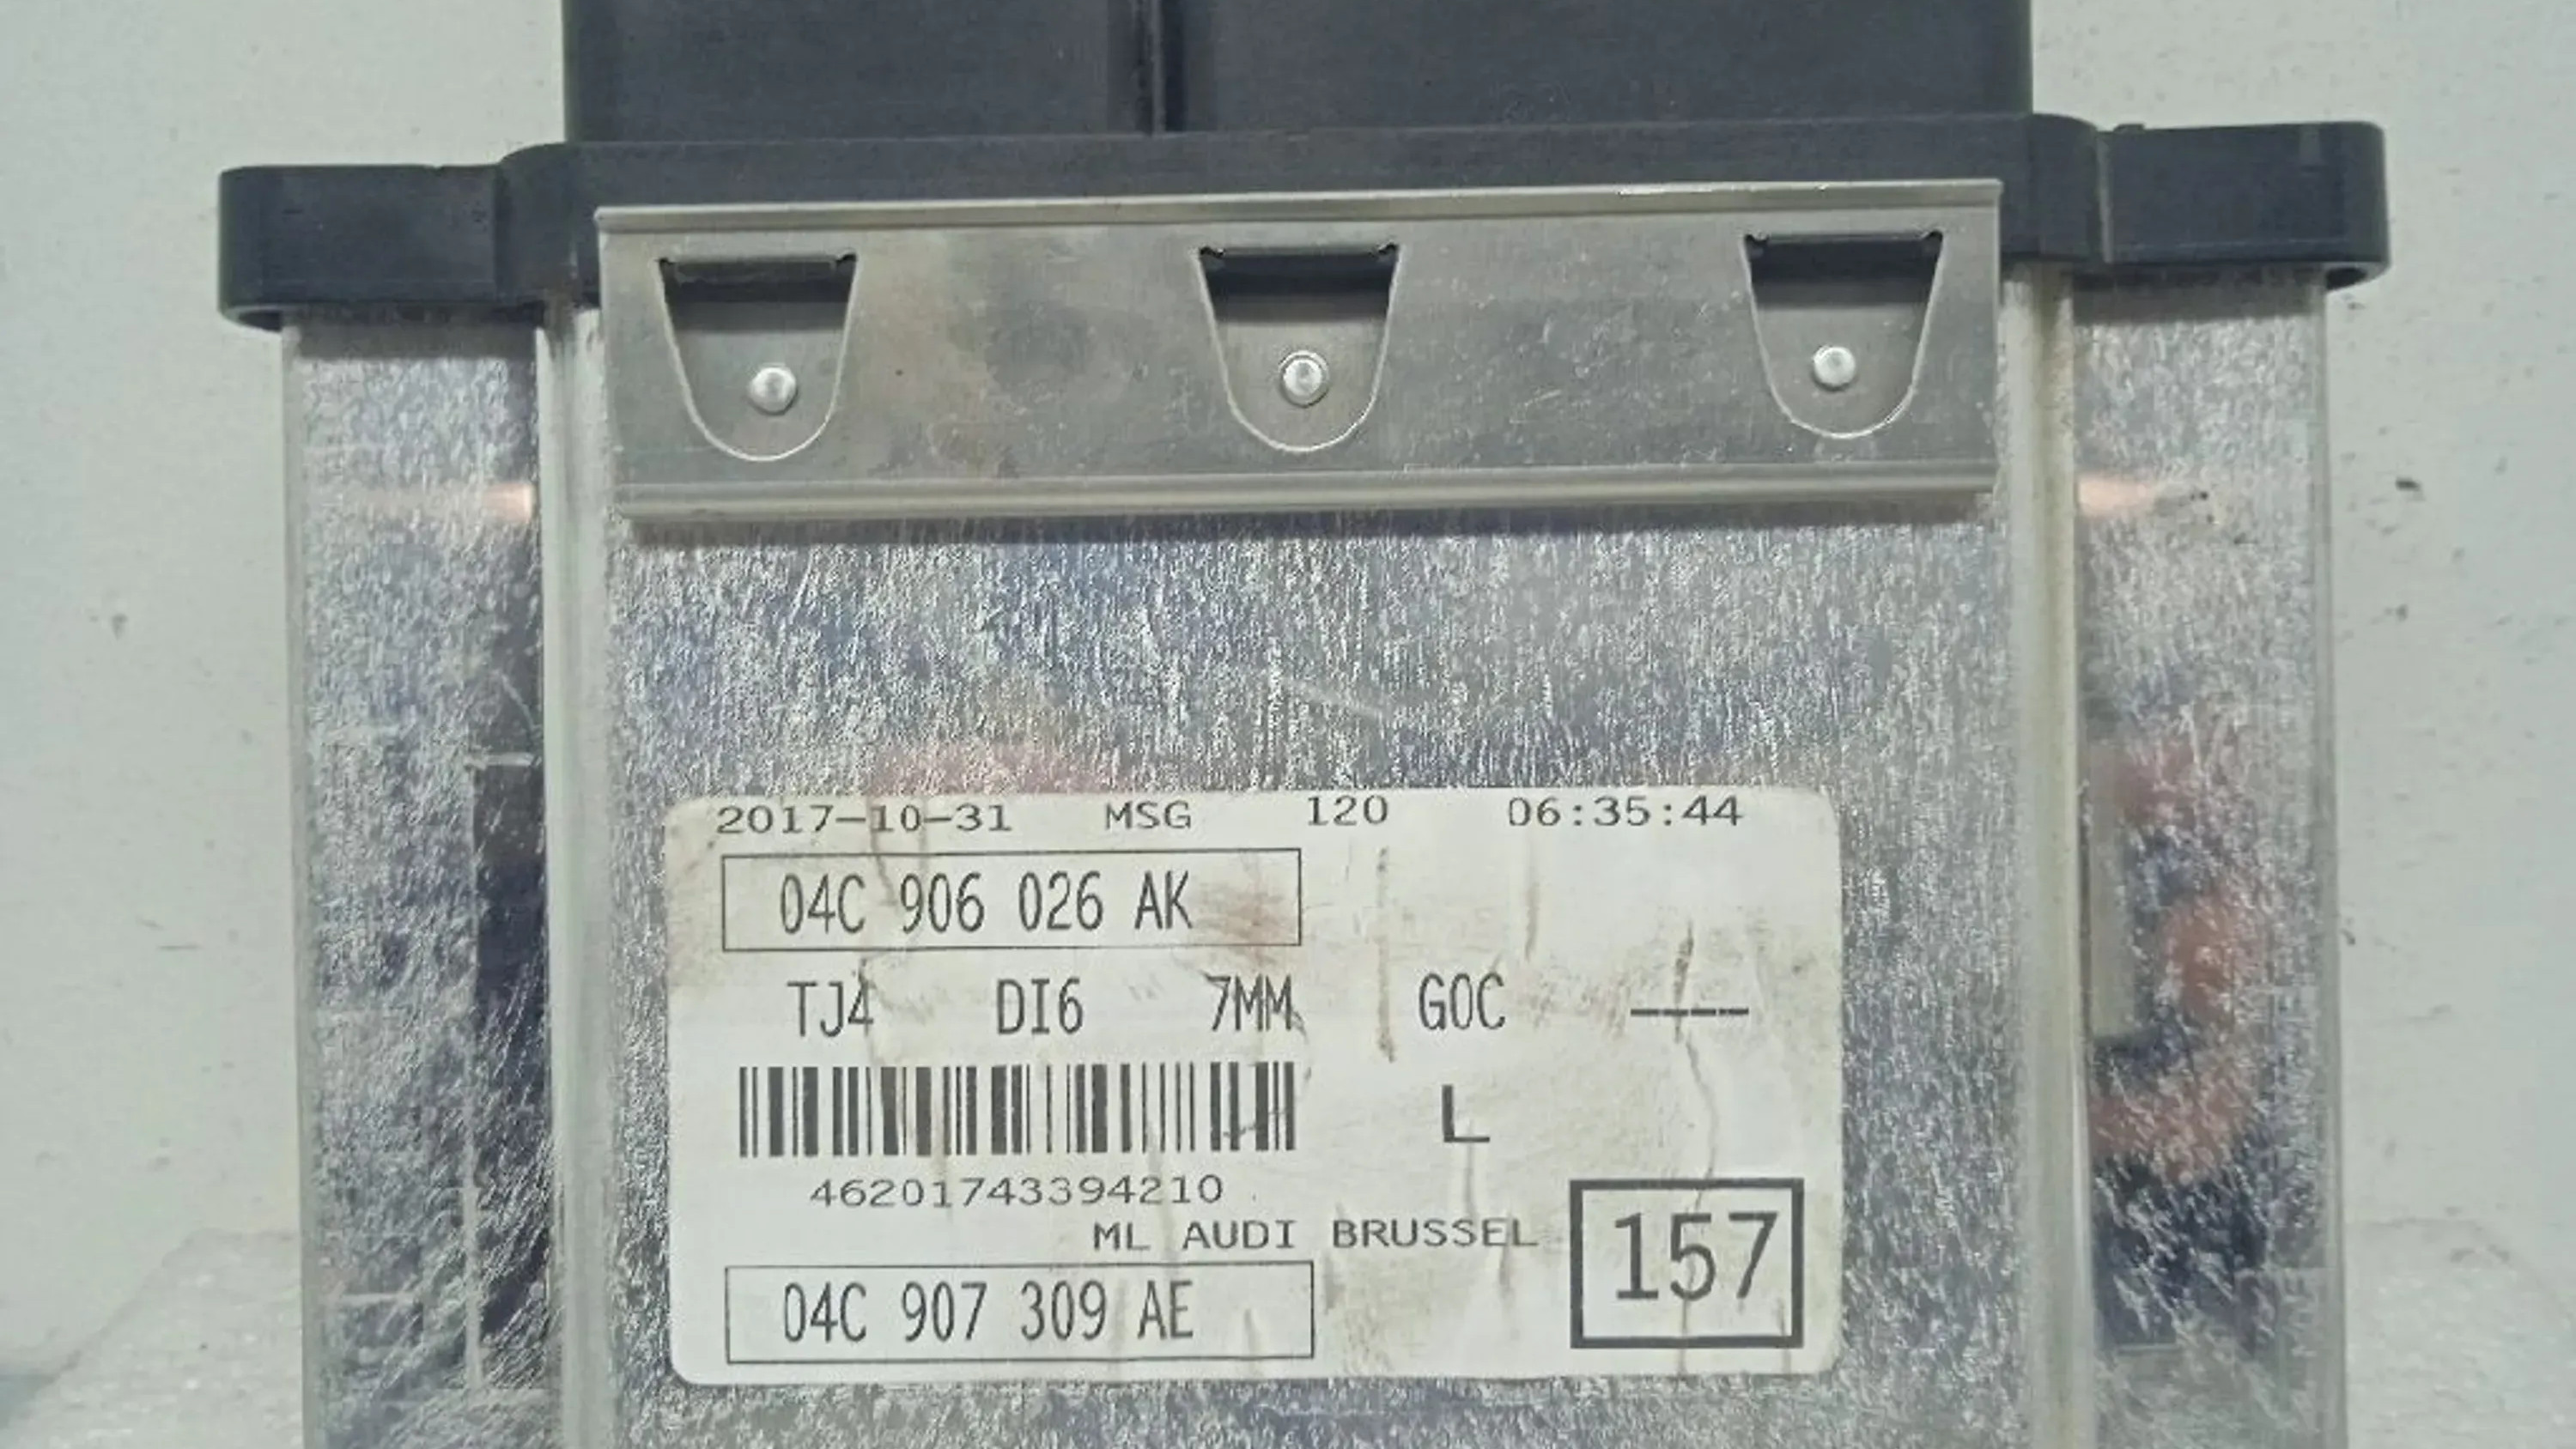 2017-10-31 MSG 120 06:35:44
04C 906 026 AK
TJ4 DI6 7MM G0C ----
L
46201743394210
ML AUDI BRUSSEL
157
04C 907 309 AE